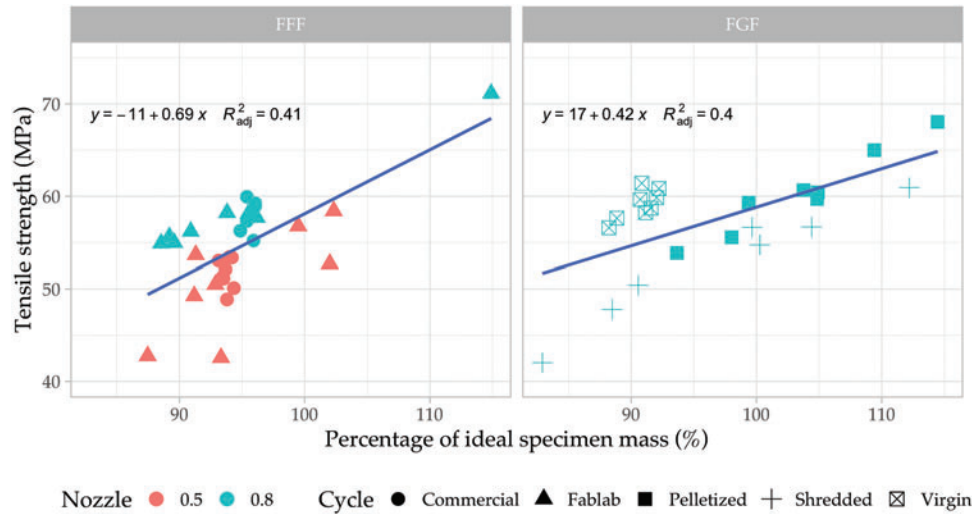 FFF
FGF
Tensile strength (MPa)
70
60
50
40
y = −11 + 0.69 x R²adj = 0.41
y = 17 + 0.42 x R²adj = 0.4
90 100 110
90 100 110
Percentage of ideal specimen mass (%)
Nozzle 0.5 0.8 Cycle Commercial Fablab Pelletized Shredded Virgin